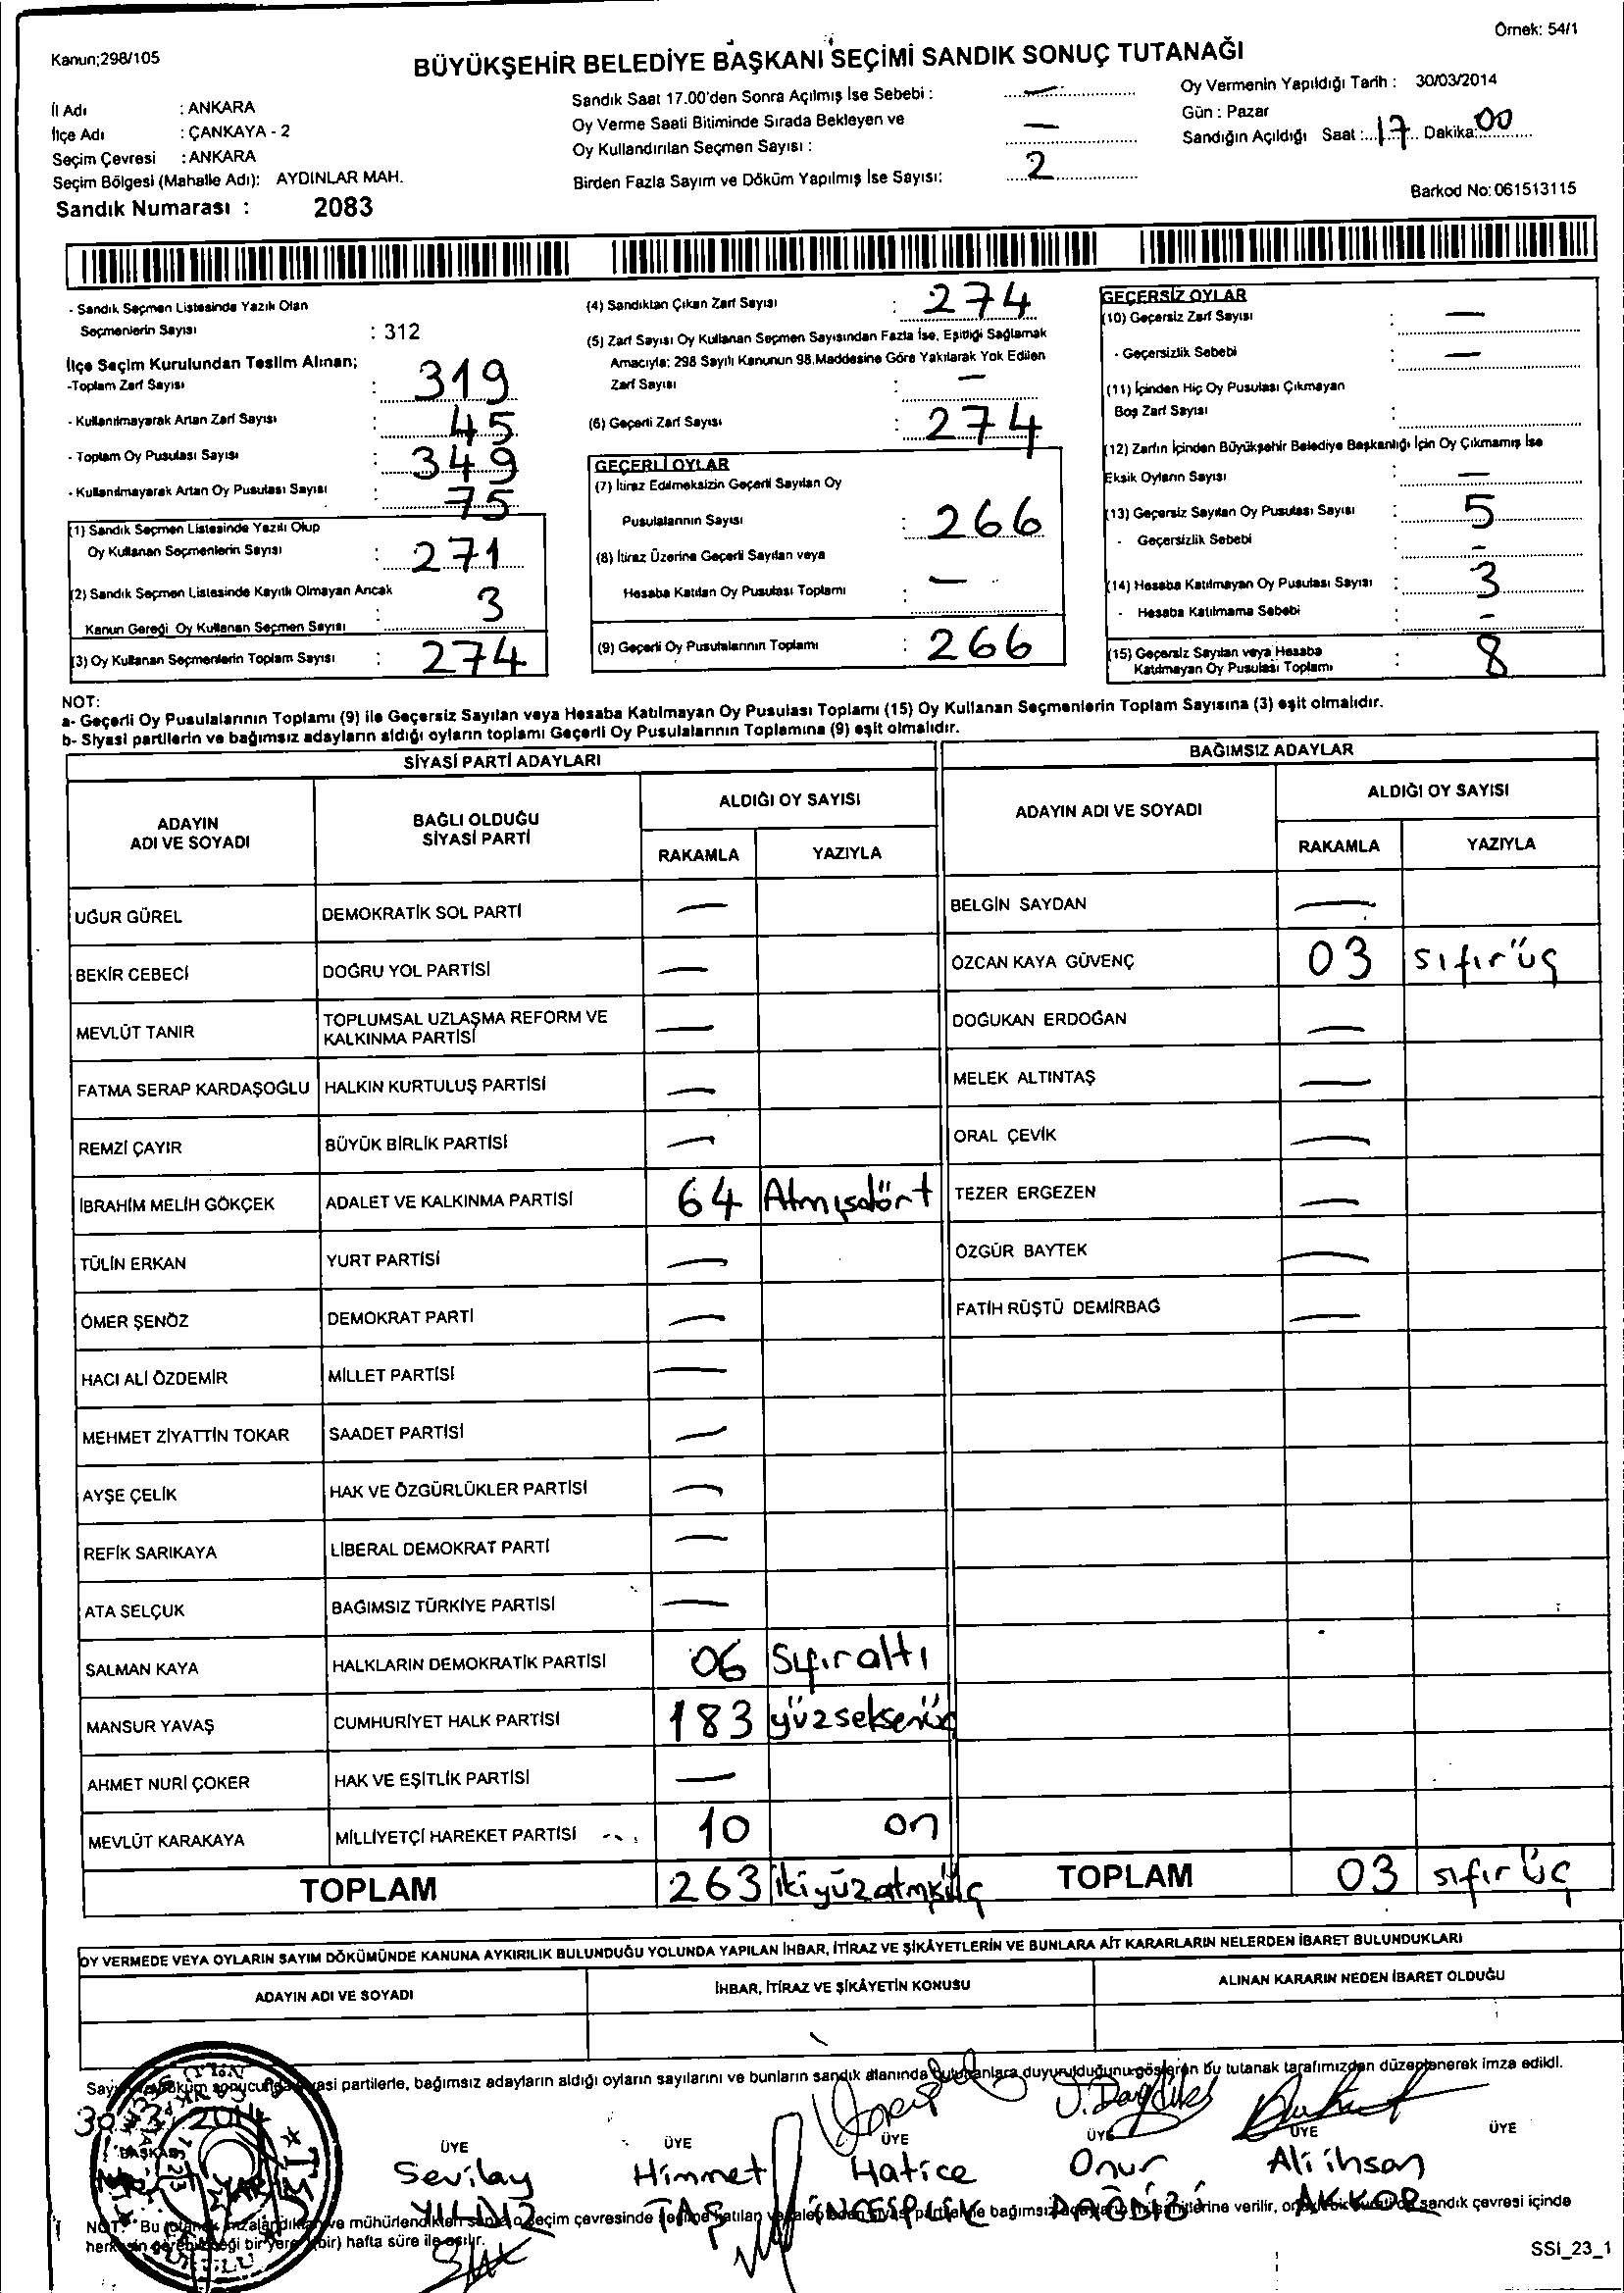 Örnek: 54/1
Kanun;298/105
BÜYÜKŞEHİR BELEDİYE BAŞKANI SEÇİMİ SANDIK SONUÇ TUTANAĞI
İl Adı : ANKARA
İlçe Adı : ÇANKAYA - 2
Seçim Çevresi : ANKARA
Seçim Bölgesi (Mahalle Adı): AYDINLAR MAH.
Sandık Numarası : 2083
Sandık Saat 17.00'den Sonra Açılmış İse Sebebi : —
Oy Verme Saati Bitiminde Sırada Bekleyen ve
Oy Kullandırılan Seçmen Sayısı : —
Birden Fazla Sayım ve Döküm Yapılmış İse Sayısı: 2
Oy Vermenin Yapıldığı Tarih : 30/03/2014
Gün : Pazar
Sandığın Açıldığı Saat : 17 Dakika: 00
Barkod No: 061513115
- Sandık Seçmen Listesinde Yazılı Olan
Seçmenlerin Sayısı : 312
İlçe Seçim Kurulundan Teslim Alınan;
-Toplam Zarf Sayısı : 319
- Kullanılmayarak Artan Zarf Sayısı : 45
- Toplam Oy Pusulası Sayısı : 349
- Kullanılmayarak Artan Oy Pusulası Sayısı : 75
(1) Sandık Seçmen Listesinde Yazılı Olup
Oy Kullanan Seçmenlerin Sayısı : 271
(2) Sandık Seçmen Listesinde Kayıtlı Olmayan Ancak
Kanun Gereği Oy Kullanan Seçmen Sayısı : 3
(3) Oy Kullanan Seçmenlerin Toplam Sayısı : 274
(4) Sandıktan Çıkan Zarf Sayısı : 274
(5) Zarf Sayısı Oy Kullanan Seçmen Sayısından Fazla İse, Eşitliği Sağlamak
Amacıyla; 298 Sayılı Kanunun 98.Maddesine Göre Yakılarak Yok Edilen
Zarf Sayısı : —
(6) Geçerli Zarf Sayısı : 274
GEÇERLİ OYLAR
(7) İtiraz Edilmeksizin Geçerli Sayılan Oy
Pusulalarının Sayısı : 266
(8) İtiraz Üzerine Geçerli Sayılan veya
Hesaba Katılan Oy Pusulası Toplamı : —
(9) Geçerli Oy Pusulalarının Toplamı : 266
GEÇERSİZ OYLAR
(10) Geçersiz Zarf Sayısı : —
- Geçersizlik Sebebi : —
(11) İçinden Hiç Oy Pusulası Çıkmayan
Boş Zarf Sayısı :
(12) Zarfın İçinden Büyükşehir Belediye Başkanlığı İçin Oy Çıkmamış İse
Eksik Oyların Sayısı : —
(13) Geçersiz Sayılan Oy Pusulası Sayısı : 5
- Geçersizlik Sebebi : -
(14) Hesaba Katılmayan Oy Pusulası Sayısı : 3
- Hesaba Katılmama Sebebi : -
(15) Geçersiz Sayılan veya Hesaba
Katılmayan Oy Pusulası Toplamı : 8
NOT:
a- Geçerli Oy Pusulalarının Toplamı (9) ile Geçersiz Sayılan veya Hesaba Katılmayan Oy Pusulası Toplamı (15) Oy Kullanan Seçmenlerin Toplam Sayısına (3) eşit olmalıdır.
b- Siyasi partilerin ve bağımsız adayların aldığı oyların toplamı Geçerli Oy Pusulalarının Toplamına (9) eşit olmalıdır.
SİYASİ PARTİ ADAYLARI
ADAYIN ADI VE SOYADI BAĞLI OLDUĞU SİYASİ PARTİ ALDIĞI OY SAYISI
RAKAMLA YAZIYLA
UĞUR GÜREL DEMOKRATİK SOL PARTİ —
BEKİR CEBECİ DOĞRU YOL PARTİSİ —
MEVLÜT TANIR TOPLUMSAL UZLAŞMA REFORM VE KALKINMA PARTİSİ —
FATMA SERAP KARDAŞOĞLU HALKIN KURTULUŞ PARTİSİ —
REMZİ ÇAYIR BÜYÜK BİRLİK PARTİSİ —
İBRAHİM MELİH GÖKÇEK ADALET VE KALKINMA PARTİSİ 64 Atmışdört
TÜLİN ERKAN YURT PARTİSİ —
ÖMER ŞENÖZ DEMOKRAT PARTİ —
HACI ALİ ÖZDEMİR MİLLET PARTİSİ —
MEHMET ZİYATTİN TOKAR SAADET PARTİSİ —
AYŞE ÇELİK HAK VE ÖZGÜRLÜKLER PARTİSİ —
REFİK SARIKAYA LİBERAL DEMOKRAT PARTİ —
ATA SELÇUK BAĞIMSIZ TÜRKİYE PARTİSİ —
SALMAN KAYA HALKLARIN DEMOKRATİK PARTİSİ 06 Sıfıraltı
MANSUR YAVAŞ CUMHURİYET HALK PARTİSİ 183 yüzseksenüç
AHMET NURİ ÇOKER HAK VE EŞİTLİK PARTİSİ —
MEVLÜT KARAKAYA MİLLİYETÇİ HAREKET PARTİSİ 10 on
TOPLAM 263 ikiyüzatmışüç
BAĞIMSIZ ADAYLAR
ADAYIN ADI VE SOYADI ALDIĞI OY SAYISI
RAKAMLA YAZIYLA
BELGİN SAYDAN —
ÖZCAN KAYA GÜVENÇ 03 sıfırüç
DOĞUKAN ERDOĞAN —
MELEK ALTINTAŞ —
ORAL ÇEVİK —
TEZER ERGEZEN —
ÖZGÜR BAYTEK —
FATİH RÜŞTÜ DEMİRBAĞ —
TOPLAM 03 sıfır üç
OY VERMEDE VEYA OYLARIN SAYIM DÖKÜMÜNDE KANUNA AYKIRILIK BULUNDUĞU YOLUNDA YAPILAN İHBAR, İTİRAZ VE ŞİKÂYETLERİN VE BUNLARA AİT KARARLARIN NELERDEN İBARET BULUNDUKLARI
ADAYIN ADI VE SOYADI İHBAR, İTİRAZ VE ŞİKÂYETİN KONUSU ALINAN KARARIN NEDEN İBARET OLDUĞU
partilerle, bağımsız adayların aldığı oyların sayılarını ve bunların sandık alanında bulunanlara duyurulduğunu gösteren bu tutanak tarafımızdan düzenlenerek imza edildi.
30 3 2014
BAŞKAN ÜYE ÜYE ÜYE ÜYE ÜYE ÜYE
Sevilay Himmet Hatice Onur Ali ihsan
YILDIZ TAŞ İNCEİPLİK AKKOR
NOT: Bu tutanak imzalandıktan ve mühürlendikten sonra o seçim çevresinde seçime katılan ve talep eden siyasi partilerle bağımsız verilir, sandık çevresi içinde
herkesin görebileceği bir yere (bir) hafta süre ile asılır.
SSI_23_1